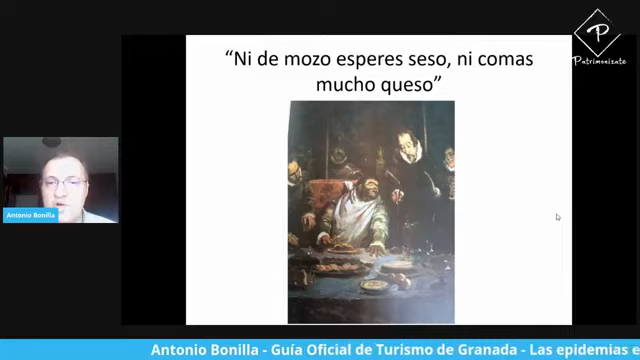 Patrimonízate
“Ni de mozo esperes seso, ni comas
mucho queso”
Antonio Bonilla
Antonio Bonilla - Guía Oficial de Turismo de Granada - Las epidemias e